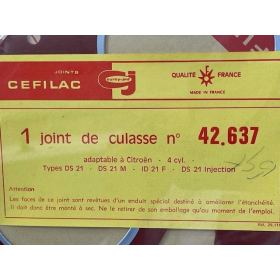 JOINTS
CEFILAC
QUALITÉ FRANCE
MADE IN FRANCE
1 joint de culasse n° 42.637
adaptable à Citroën - 4 cyl.
Types DS 21 - DS 21 M - ID 21 F - DS 21 Injection
Attention
Les faces de ce joint sont revêtues d'un enduit spécial destiné à améliorer l'étanchéité.
Il doit donc être monté à sec. Ne le retirer de son emballage qu'au moment de l'emploi.